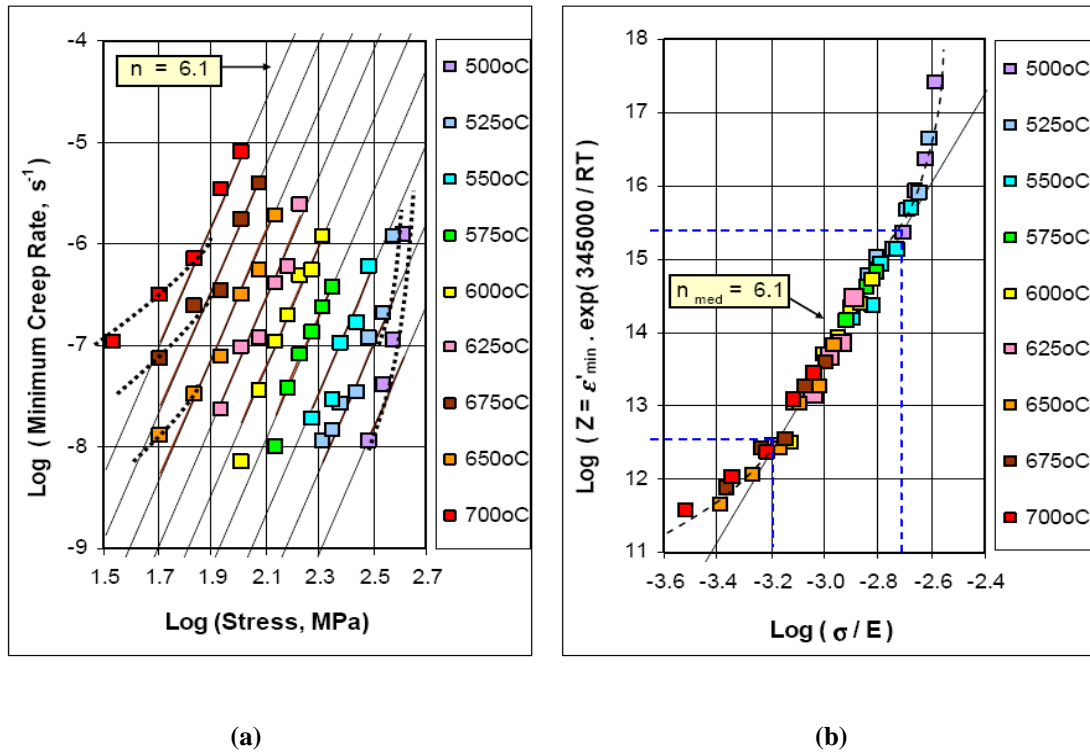 -4
-5
-6
-7
-8
-9
1.5 1.7 1.9 2.1 2.3 2.5 2.7
Log (Stress, MPa)
Log ( Minimum Creep Rate, s⁻¹)
n = 6.1
500oC
525oC
550oC
575oC
600oC
625oC
650oC
675oC
700oC
(a)
18
17
16
15
14
13
12
11
-3.6 -3.4 -3.2 -3.0 -2.8 -2.6 -2.4
Log ( σ / E )
Log ( Z = ε'min . exp( 345000 / RT )
n med = 6.1
500oC
525oC
550oC
575oC
600oC
625oC
650oC
675oC
700oC
(b)